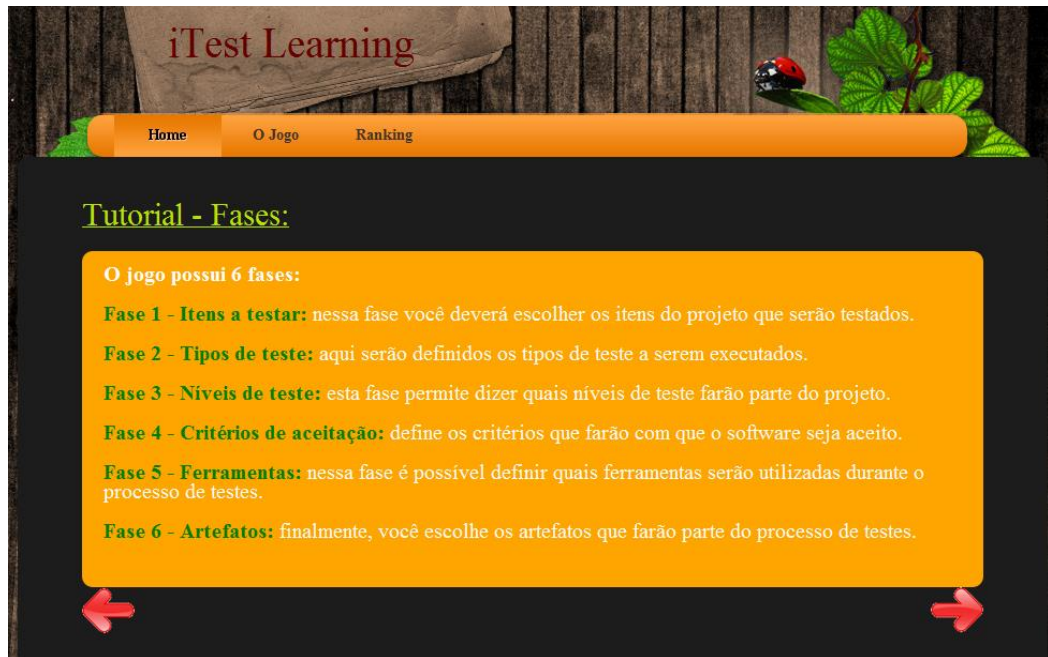 iTest Learning
Home O Jogo Ranking
Tutorial - Fases:
O jogo possui 6 fases:
Fase 1 - Itens a testar: nessa fase você deverá escolher os itens do projeto que serão testados.
Fase 2 - Tipos de teste: aqui serão definidos os tipos de teste a serem executados.
Fase 3 - Níveis de teste: esta fase permite dizer quais níveis de teste farão parte do projeto.
Fase 4 - Critérios de aceitação: define os critérios que farão com que o software seja aceito.
Fase 5 - Ferramentas: nessa fase é possível definir quais ferramentas serão utilizadas durante o
processo de testes.
Fase 6 - Artefatos: finalmente, você escolhe os artefatos que farão parte do processo de testes.